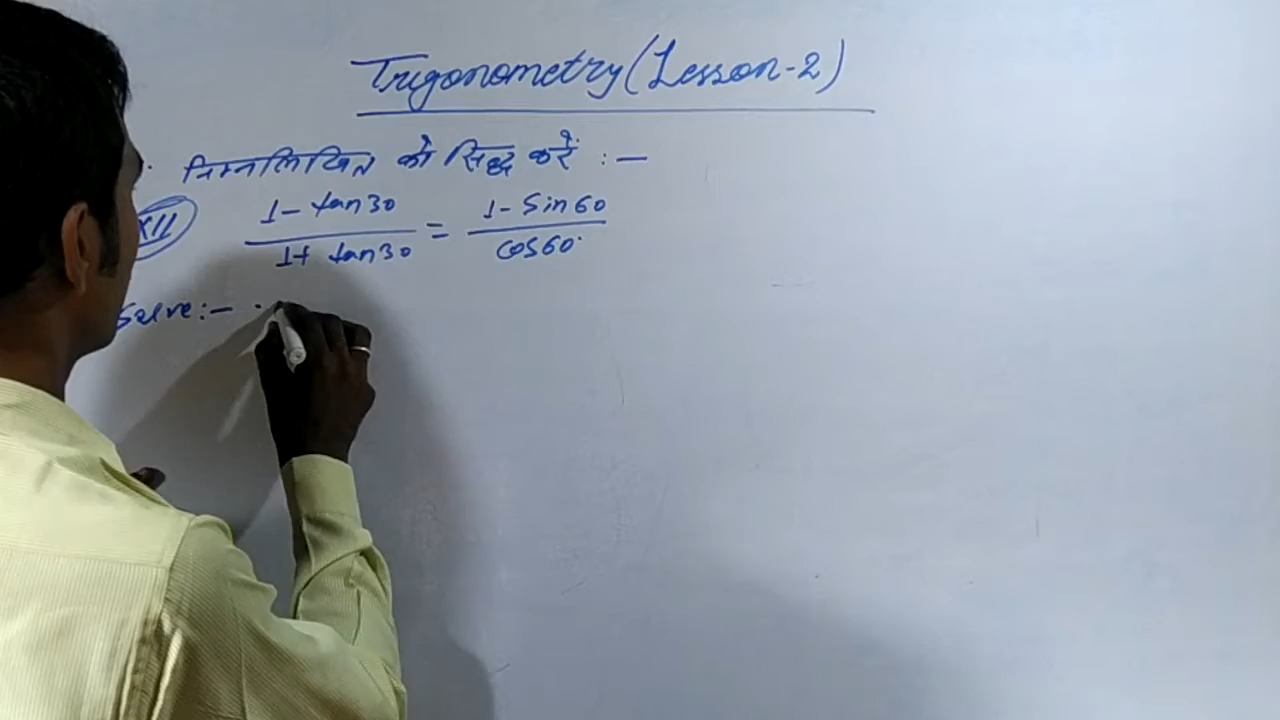 Trigonometry (Lesson-2)
निम्नलिखित को सिद्ध करें :-
XII 1 - tan30 / 1 + tan30 = 1 - Sin60 / cos60
Solve:-